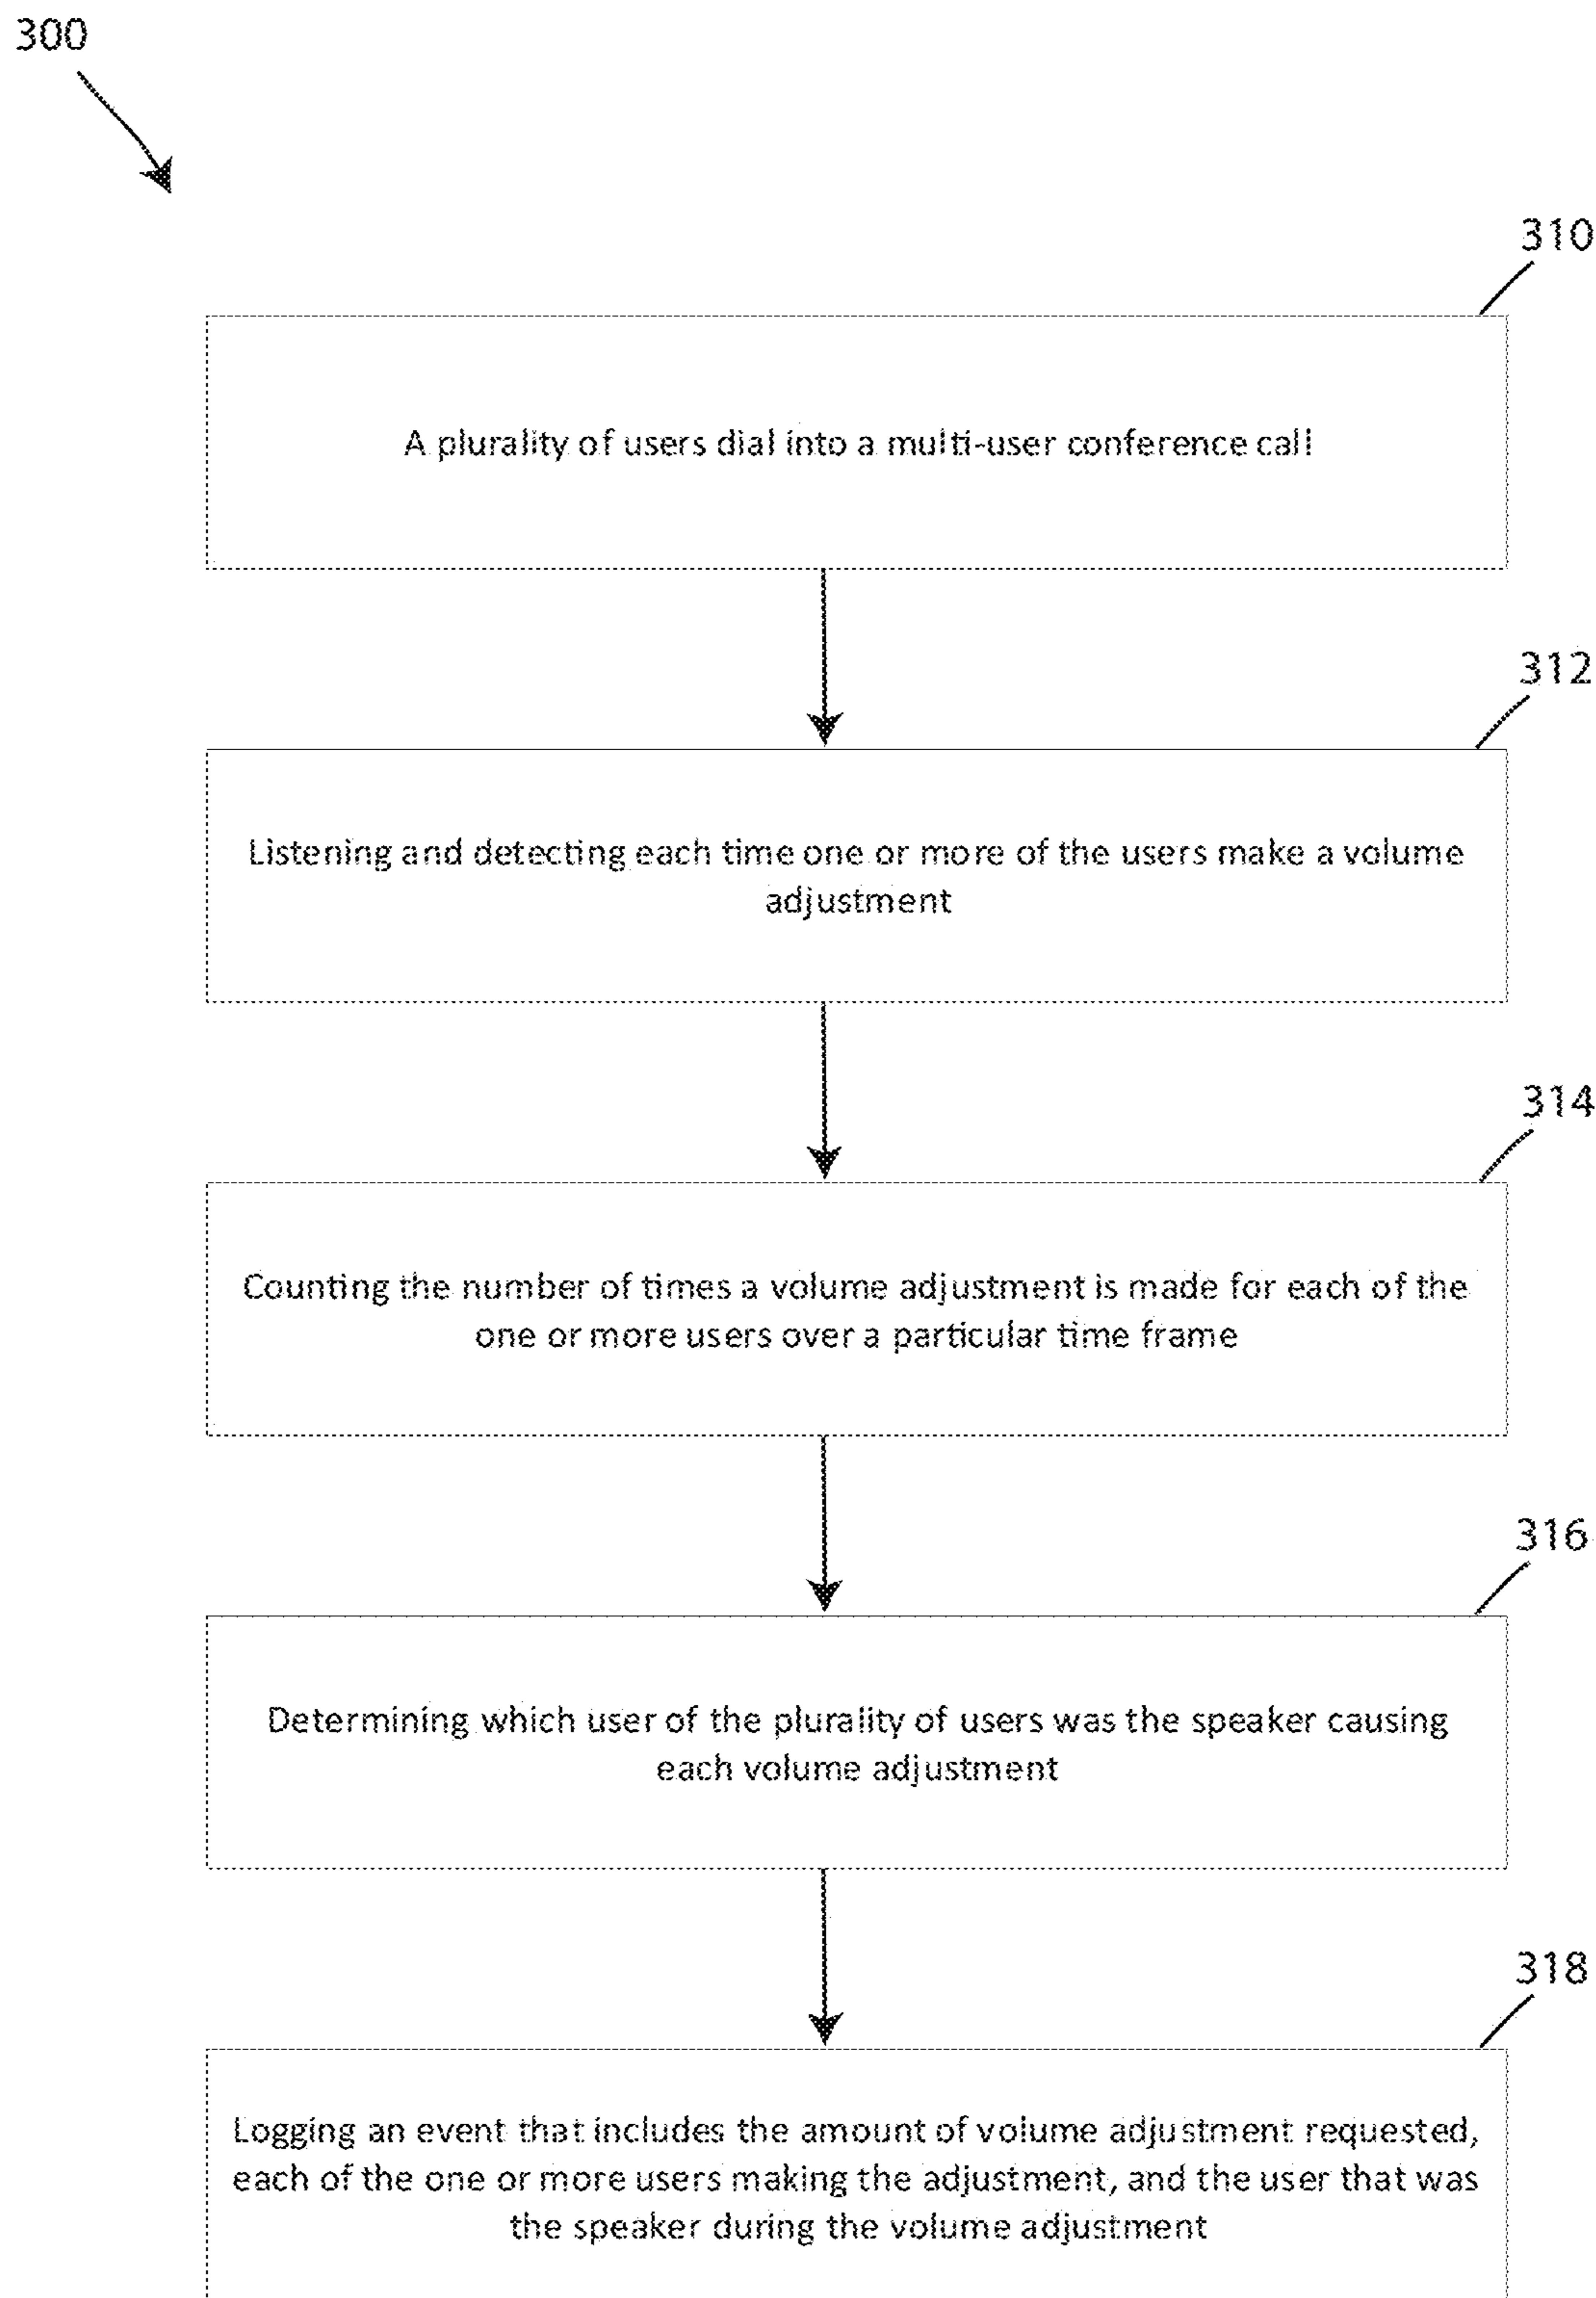 300
310
A plurality of users dial into a multi-user conference call
312
Listening and detecting each time one or more of the users make a volume
adjustment
314
Counting the number of times a volume adjustment is made for each of the
one or more users over a particular time frame
316
Determining which user of the plurality of users was the speaker causing
each volume adjustment
318
Logging an event that includes the amount of volume adjustment requested,
each of the one or more users making the adjustment, and the user that was
the speaker during the volume adjustment